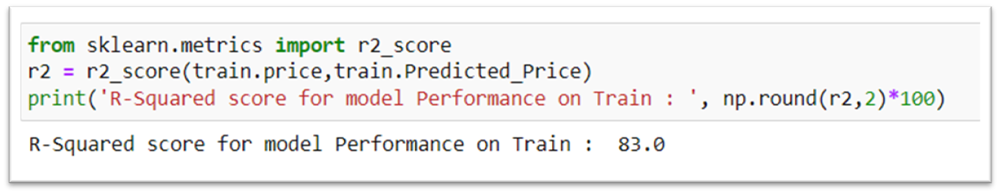 from sklearn.metrics import r2_score
r2 = r2_score(train.price,train.Predicted_Price)
print('R-Squared score for model Performance on Train : ', np.round(r2,2)*100)
R-Squared score for model Performance on Train :  83.0